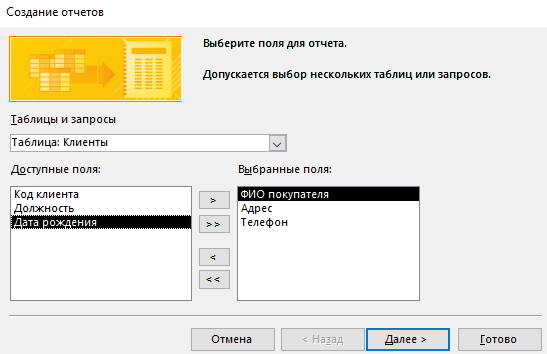 Создание отчетов
Выберите поля для отчета.
Допускается выбор нескольких таблиц или запросов.
Таблицы и запросы
Таблица: Клиенты
Доступные поля:
Выбранные поля:
Код клиента
Должность
Дата рождения
>
>>
<
<<
ФИО покупателя
Адрес
Телефон
Отмена
< Назад
Далее >
Готово